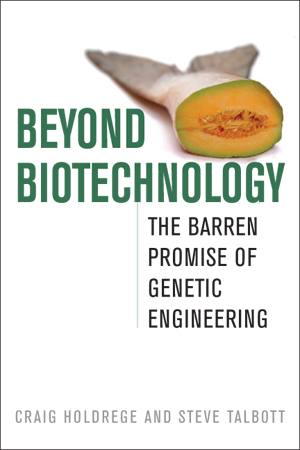 BEYOND
BIOTECHNOLOGY
THE BARREN
PROMISE OF
GENETIC
ENGINEERING
CRAIG HOLDREGE AND STEVE TALBOTT